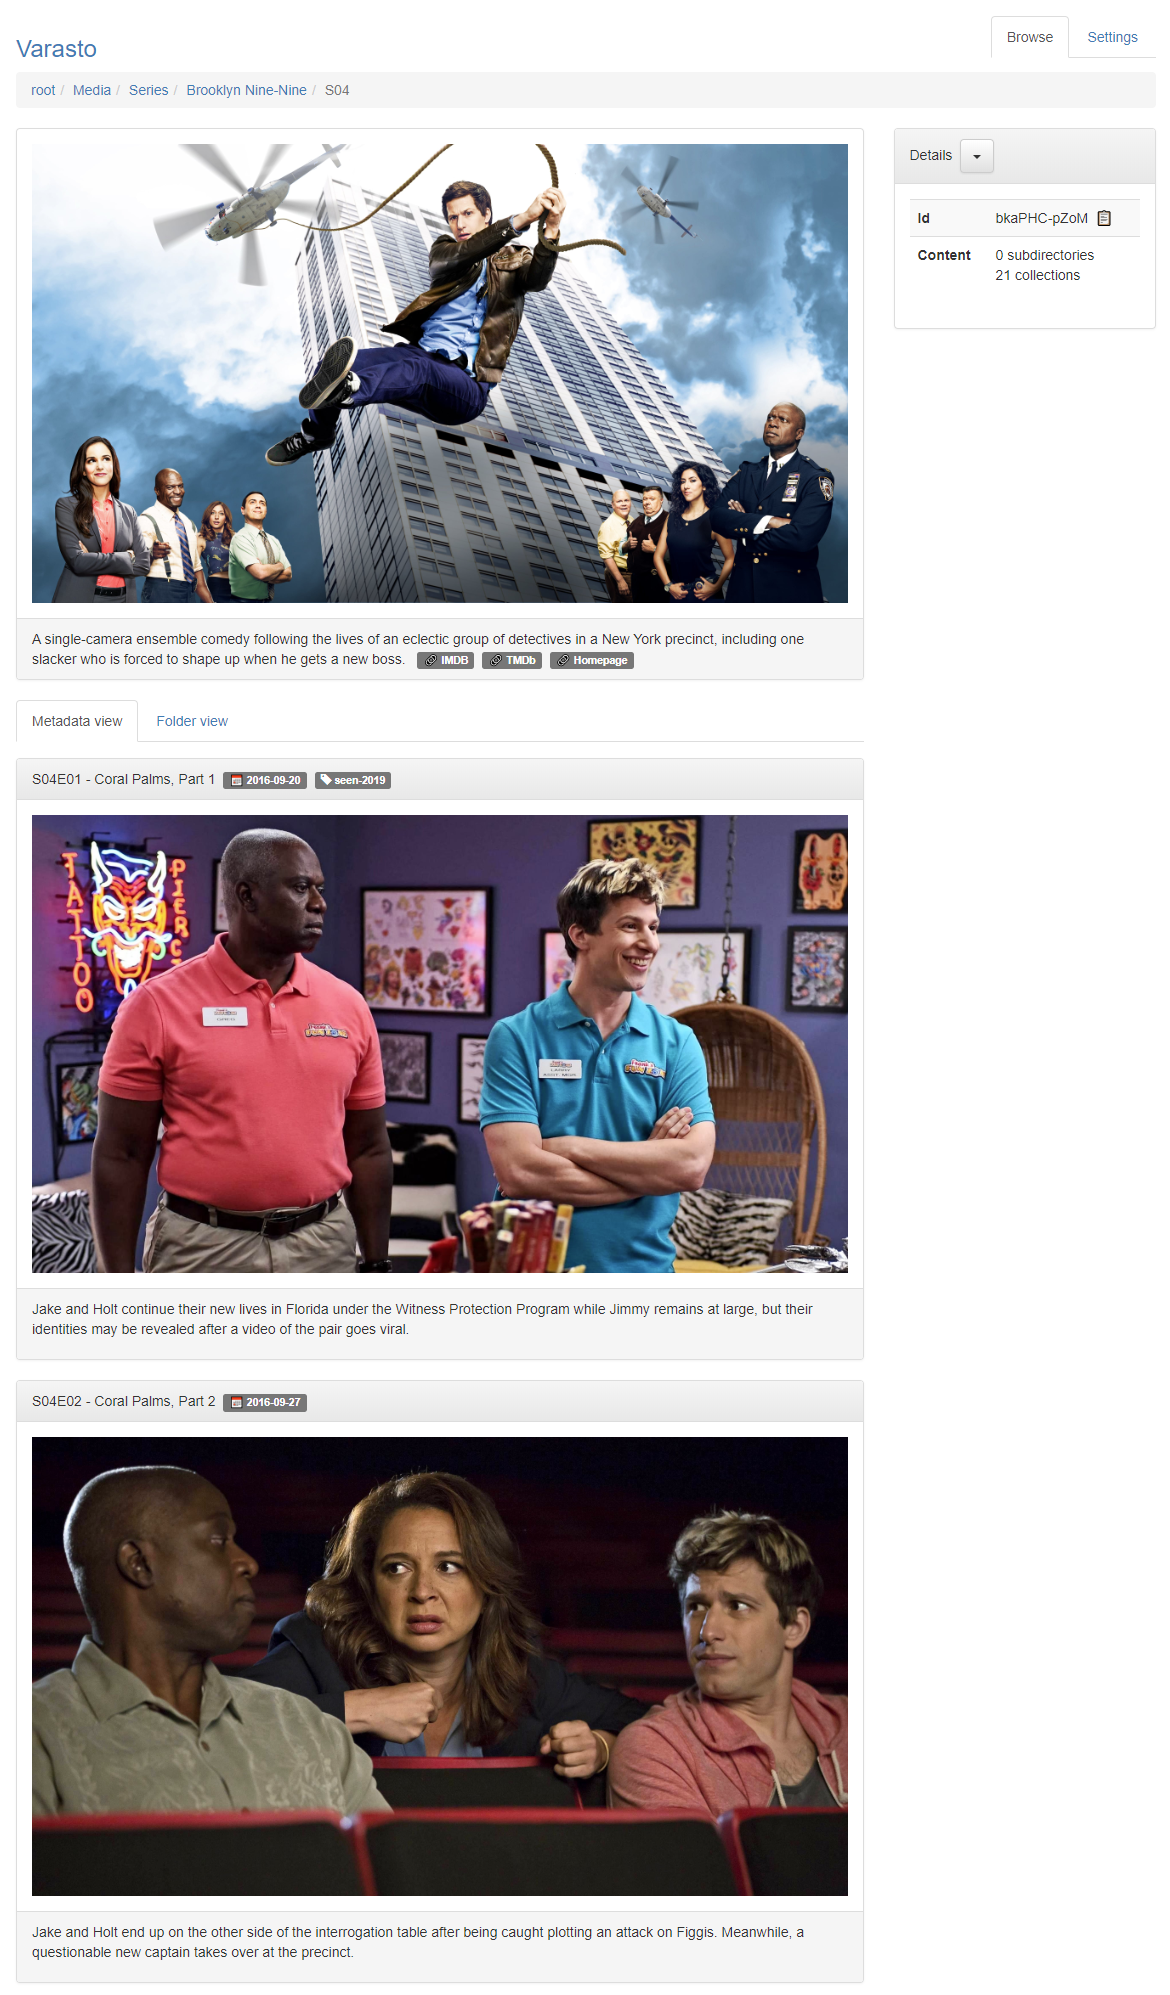 Varasto
Browse
Settings
root / Media / Series / Brooklyn Nine-Nine / S04
A single-camera ensemble comedy following the lives of an eclectic group of detectives in a New York precinct, including one
slacker who is forced to shape up when he gets a new boss. IMDB TMDb Homepage
Details
Id bkaPHC-pZoM
Content 0 subdirectories
21 collections
Metadata view
Folder view
S04E01 - Coral Palms, Part 1 2016-09-20 seen-2019
TATTOO
PIERC
Jake and Holt continue their new lives in Florida under the Witness Protection Program while Jimmy remains at large, but their
identities may be revealed after a video of the pair goes viral.
S04E02 - Coral Palms, Part 2 2016-09-27
Jake and Holt end up on the other side of the interrogation table after being caught plotting an attack on Figgis. Meanwhile, a
questionable new captain takes over at the precinct.